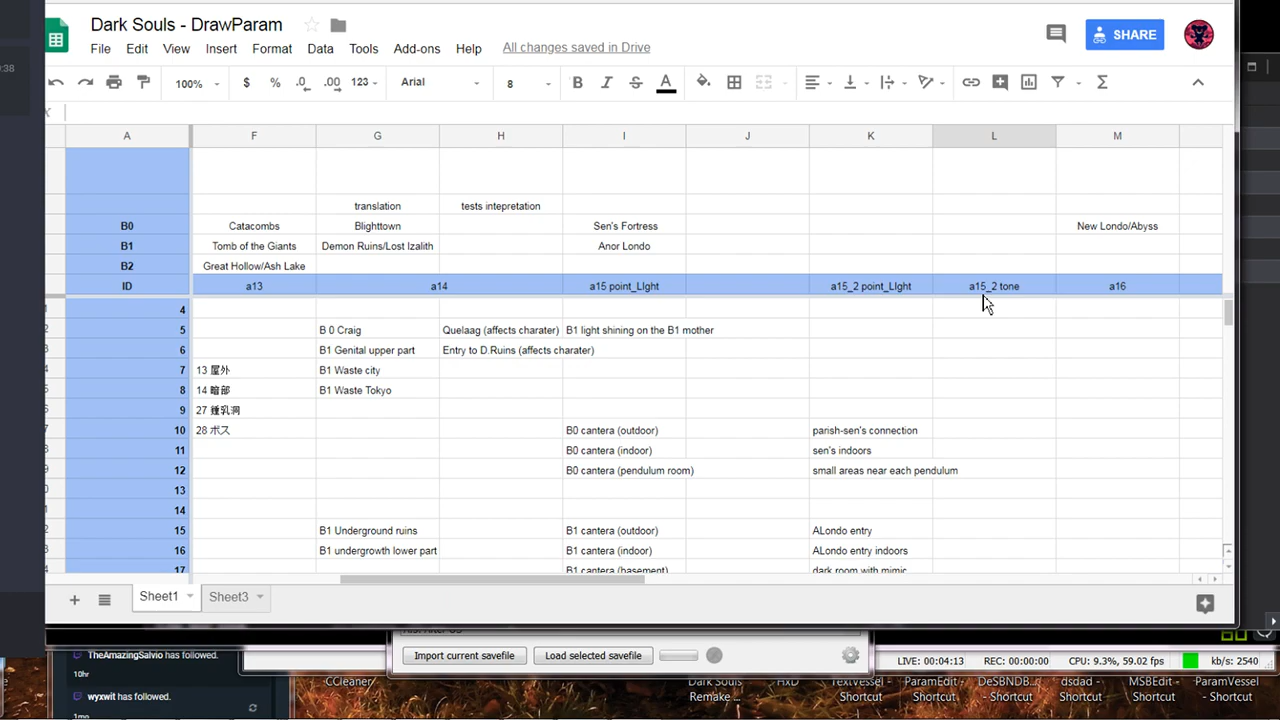 :38
Dark Souls - DrawParam
File Edit View Insert Format Data Tools Add-ons Help All changes saved in Drive
SHARE
100% $ % .0 .00 123 Arial 8 B I S A
A F G H I J K L M
translation tests intepretation
B0 Catacombs Blighttown Sen's Fortress New Londo/Abyss
B1 Tomb of the Giants Demon Ruins/Lost Izalith Anor Londo
B2 Great Hollow/Ash Lake
ID a13 a14 a15 point_LIght a15_2 point_LIght a15_2 tone a16
4
5 B 0 Craig Quelaag (affects charater) B1 light shining on the B1 mother
6 B1 Genital upper part Entry to D.Ruins (affects charater)
7 13 屋外 B1 Waste city
8 14 暗部 B1 Waste Tokyo
9 27 鍾乳洞
10 28 ボス B0 cantera (outdoor) parish-sen's connection
11 B0 cantera (indoor) sen's indoors
12 B0 cantera (pendulum room) small areas near each pendulum
13
14
15 B1 Underground ruins B1 cantera (outdoor) ALondo entry
16 B1 undergrowth lower part B1 cantera (indoor) ALondo entry indoors
17 B1 cantera (basement) dark room with mimic
Sheet1 Sheet3
Import current savefile Load selected savefile
LIVE: 00:04:13 REC: 00:00:00 CPU: 9.3%, 59.02 fps kb/s: 2540
TheAmazingSalvio has followed.
10hr
wyxwit has followed.
1mo
CCleaner
Dark Souls Remake ...
HxD
TextVessel - Shortcut
ParamEdit - Shortcut
DeSBNDB... - Shortcut
dsdad - Shortcut
MSBEdit - Shortcut
ParamVessel - Shortcut